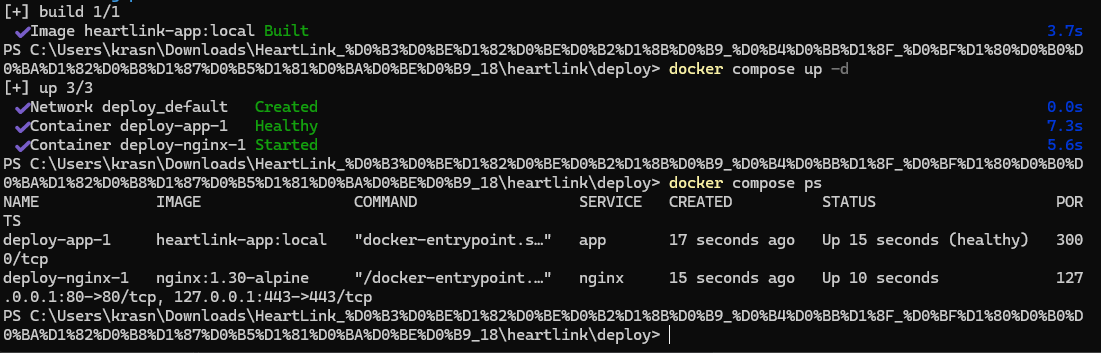 [+] build 1/1
✔Image heartlink-app:local Built 3.7s
PS C:\Users\krasn\Downloads\HeartLink_%D0%B3%D0%BE%D1%82%D0%BE%D0%B2%D1%8B%D0%B9_%D0%B4%D0%BB%D1%8F_%D0%BF%D1%80%D0%B0%D
0%BA%D1%82%D0%B8%D1%87%D0%B5%D1%81%D0%BA%D0%BE%D0%B9_18\heartlink\deploy> docker compose up -d
[+] up 3/3
✔Network deploy_default Created 0.0s
✔Container deploy-app-1 Healthy 7.3s
✔Container deploy-nginx-1 Started 5.6s
PS C:\Users\krasn\Downloads\HeartLink_%D0%B3%D0%BE%D1%82%D0%BE%D0%B2%D1%8B%D0%B9_%D0%B4%D0%BB%D1%8F_%D0%BF%D1%80%D0%B0%D
0%BA%D1%82%D0%B8%D1%87%D0%B5%D1%81%D0%BA%D0%BE%D0%B9_18\heartlink\deploy> docker compose ps
NAME IMAGE COMMAND SERVICE CREATED STATUS POR
TS
deploy-app-1 heartlink-app:local "docker-entrypoint.s…" app 17 seconds ago Up 15 seconds (healthy) 300
0/tcp
deploy-nginx-1 nginx:1.30-alpine "/docker-entrypoint.…" nginx 15 seconds ago Up 10 seconds 127
.0.0.1:80->80/tcp, 127.0.0.1:443->443/tcp
PS C:\Users\krasn\Downloads\HeartLink_%D0%B3%D0%BE%D1%82%D0%BE%D0%B2%D1%8B%D0%B9_%D0%B4%D0%BB%D1%8F_%D0%BF%D1%80%D0%B0%D
0%BA%D1%82%D0%B8%D1%87%D0%B5%D1%81%D0%BA%D0%BE%D0%B9_18\heartlink\deploy>